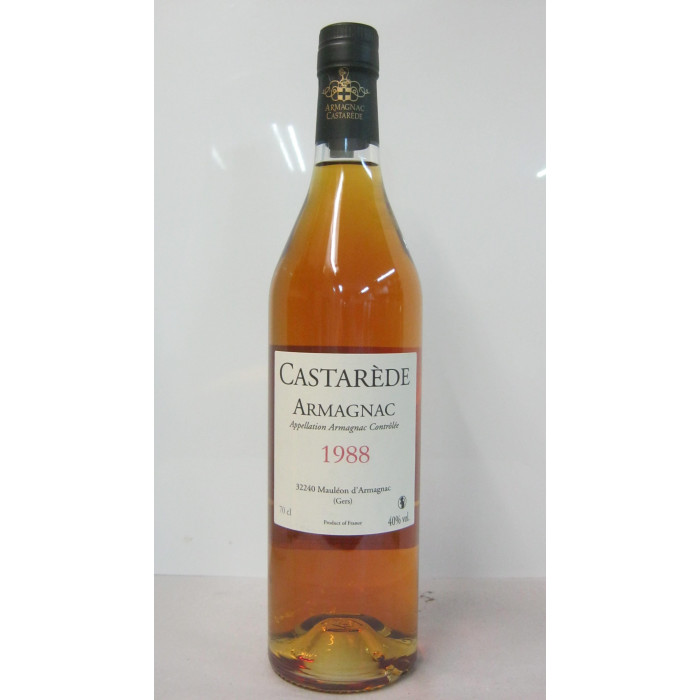 ARMAGNAC
CASTARÈDE
CASTARÈDE
ARMAGNAC
Appellation Armagnac Contrôlée
1988
32240 Mauléon d'Armagnac
(Gers)
70 cl
40% vol.
Product of France